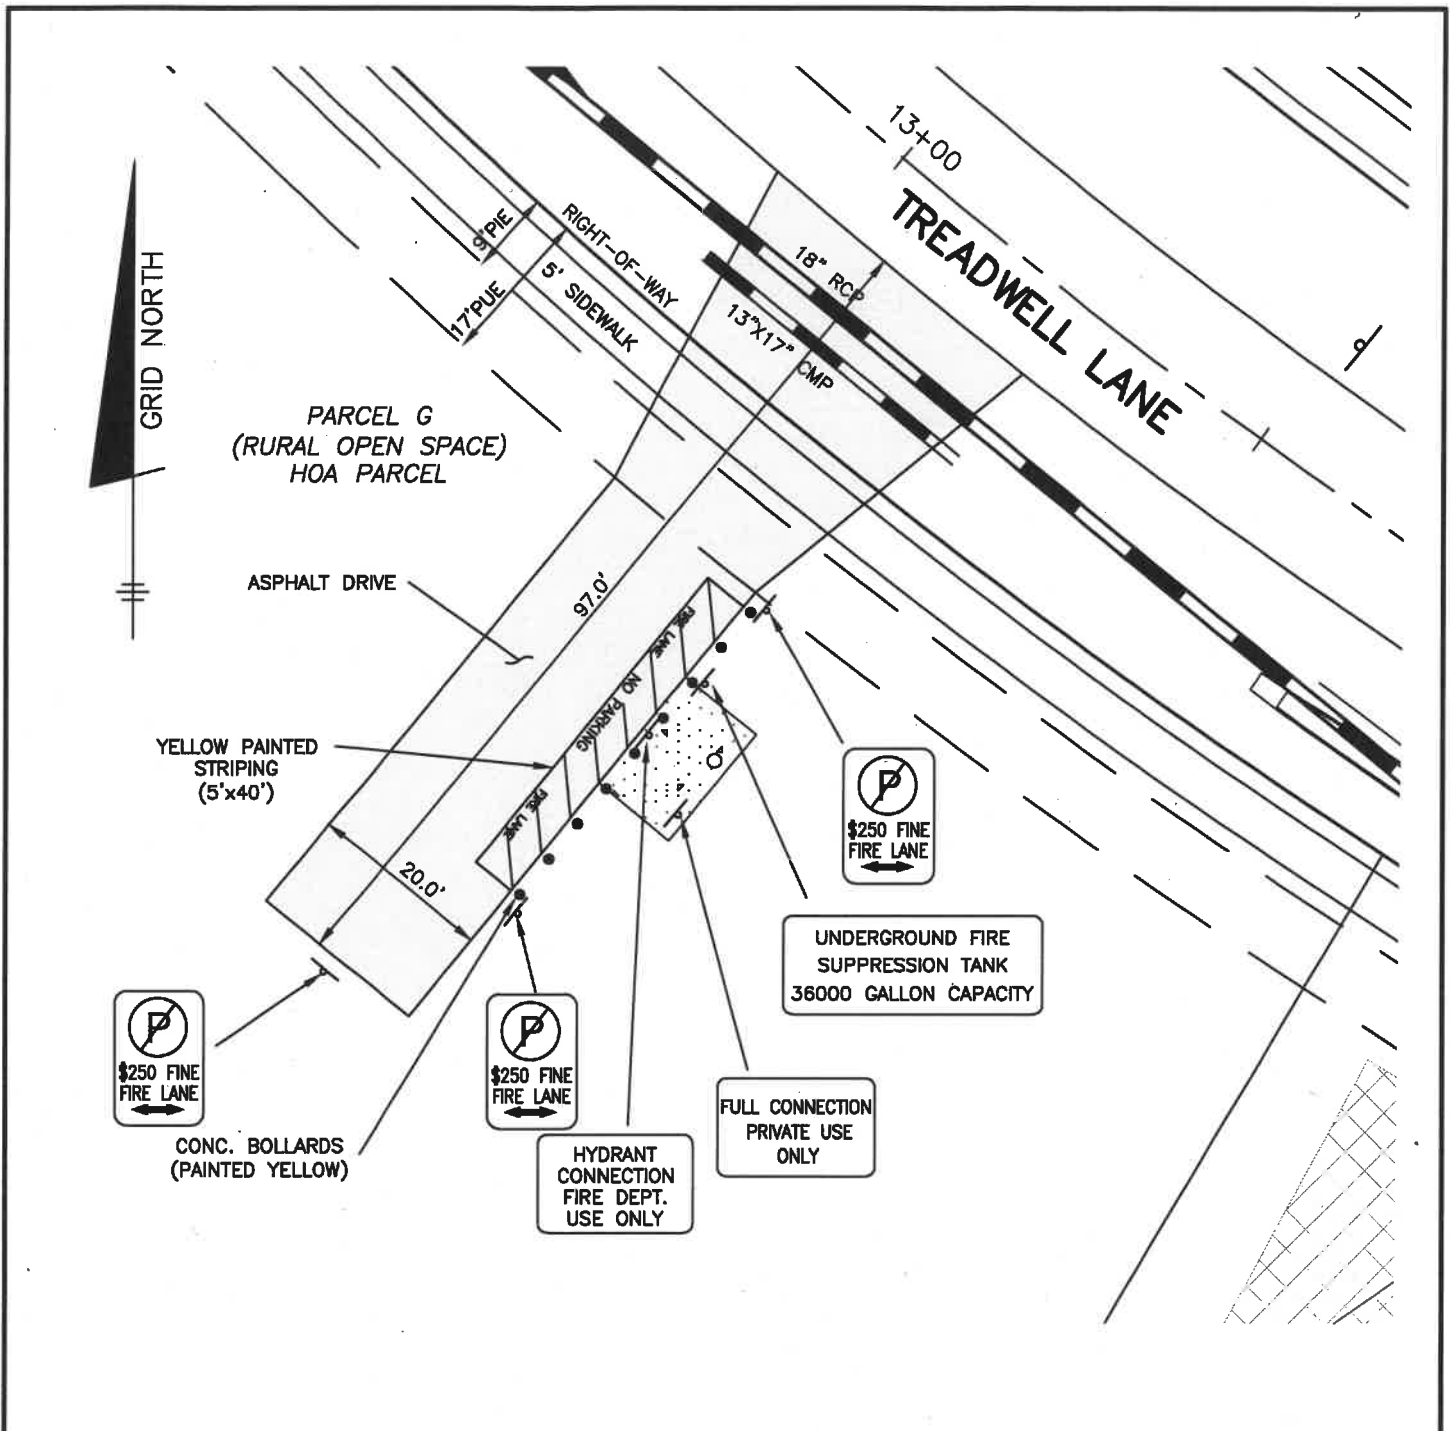 13+00
TREADWELL LANE
GRID NORTH
RIGHT-OF-WAY
5' SIDEWALK
17'PUE
18" RCP
13"X17" CMP
PARCEL G
(RURAL OPEN SPACE)
HOA PARCEL
ASPHALT DRIVE
97.0'
FIRE LANE
NO PARKING
FIRE LANE
YELLOW PAINTED
STRIPING
(5'x40')
20.0'
P
$250 FINE
FIRE LANE
UNDERGROUND FIRE
SUPPRESSION TANK
36000 GALLON CAPACITY
P
$250 FINE
FIRE LANE
P
$250 FINE
FIRE LANE
FULL CONNECTION
PRIVATE USE
ONLY
CONC. BOLLARDS
(PAINTED YELLOW)
HYDRANT
CONNECTION
FIRE DEPT.
USE ONLY